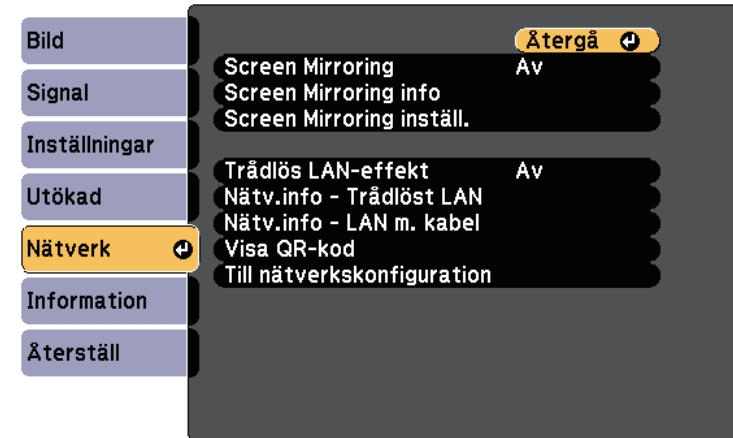 Bild
Signal
Inställningar
Utökad
Nätverk
Information
Återställ
Återgå
Screen Mirroring Av
Screen Mirroring info
Screen Mirroring inställ.
Trådlös LAN-effekt Av
Nätv.info - Trådlöst LAN
Nätv.info - LAN m. kabel
Visa QR-kod
Till nätverkskonfiguration